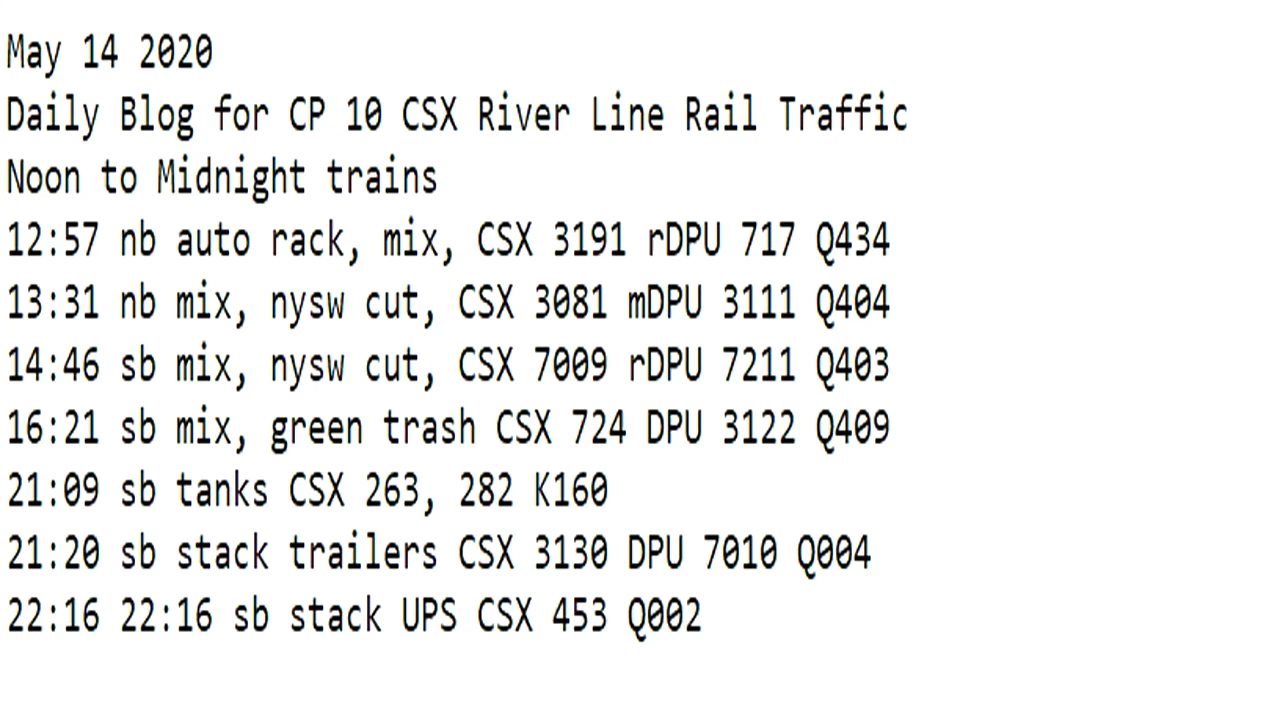 May 14 2020
Daily Blog for CP 10 CSX River Line Rail Traffic
Noon to Midnight trains
12:57 nb auto rack, mix, CSX 3191 rDPU 717 Q434
13:31 nb mix, nysw cut, CSX 3081 mDPU 3111 Q404
14:46 sb mix, nysw cut, CSX 7009 rDPU 7211 Q403
16:21 sb mix, green trash CSX 724 DPU 3122 Q409
21:09 sb tanks CSX 263, 282 K160
21:20 sb stack trailers CSX 3130 DPU 7010 Q004
22:16 22:16 sb stack UPS CSX 453 Q002